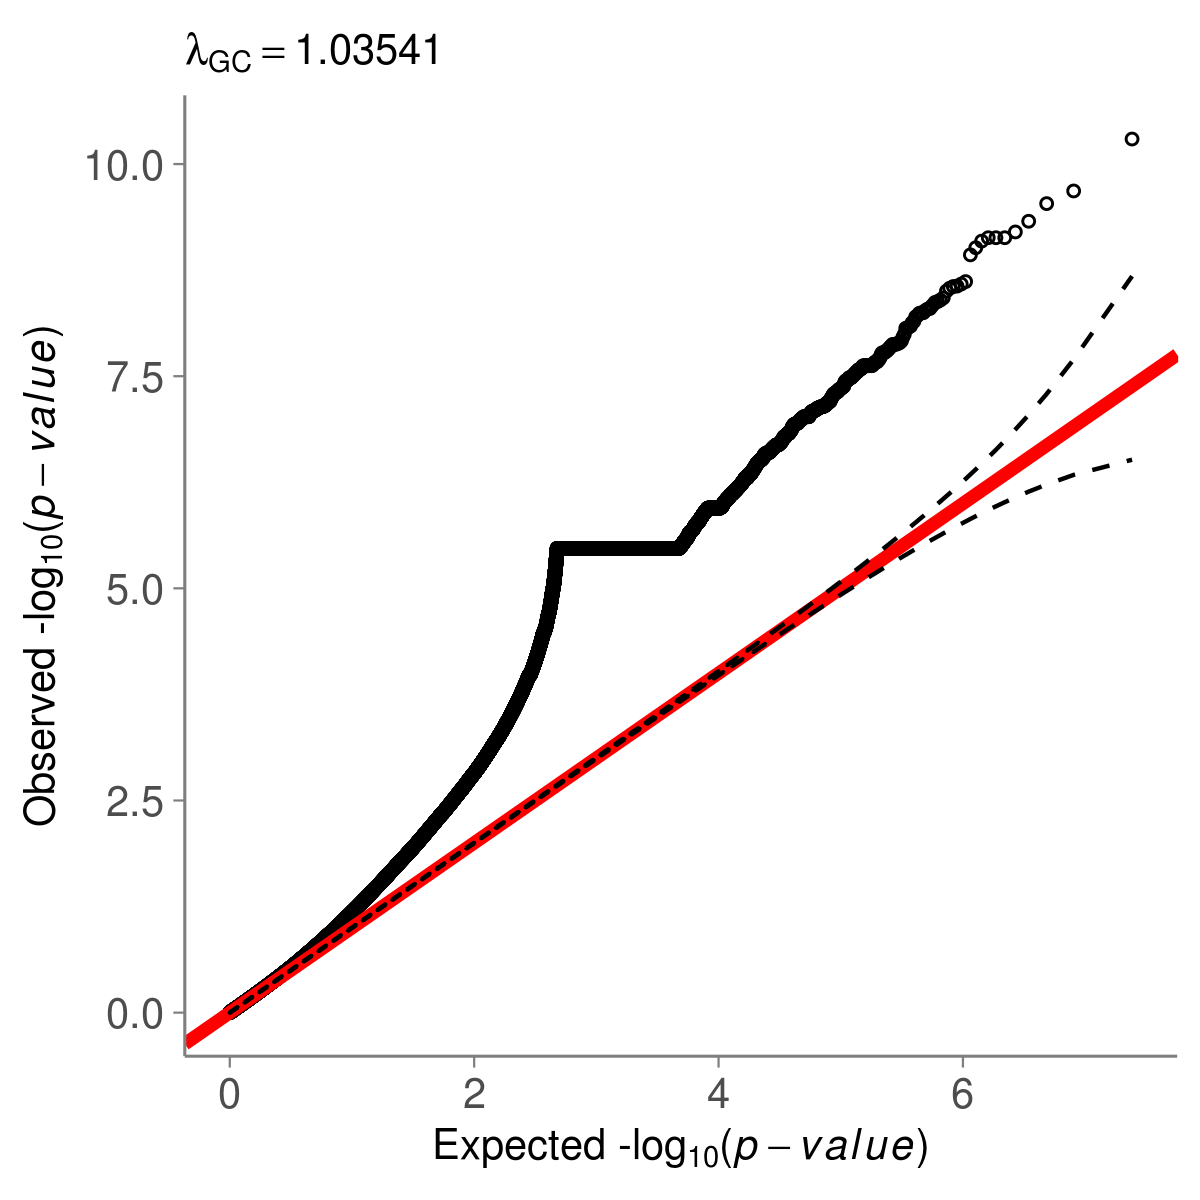 λGC = 1.03541
10.0
7.5
5.0
2.5
0.0
Observed -log10(p − value)
0 2 4 6
Expected -log10(p − value)